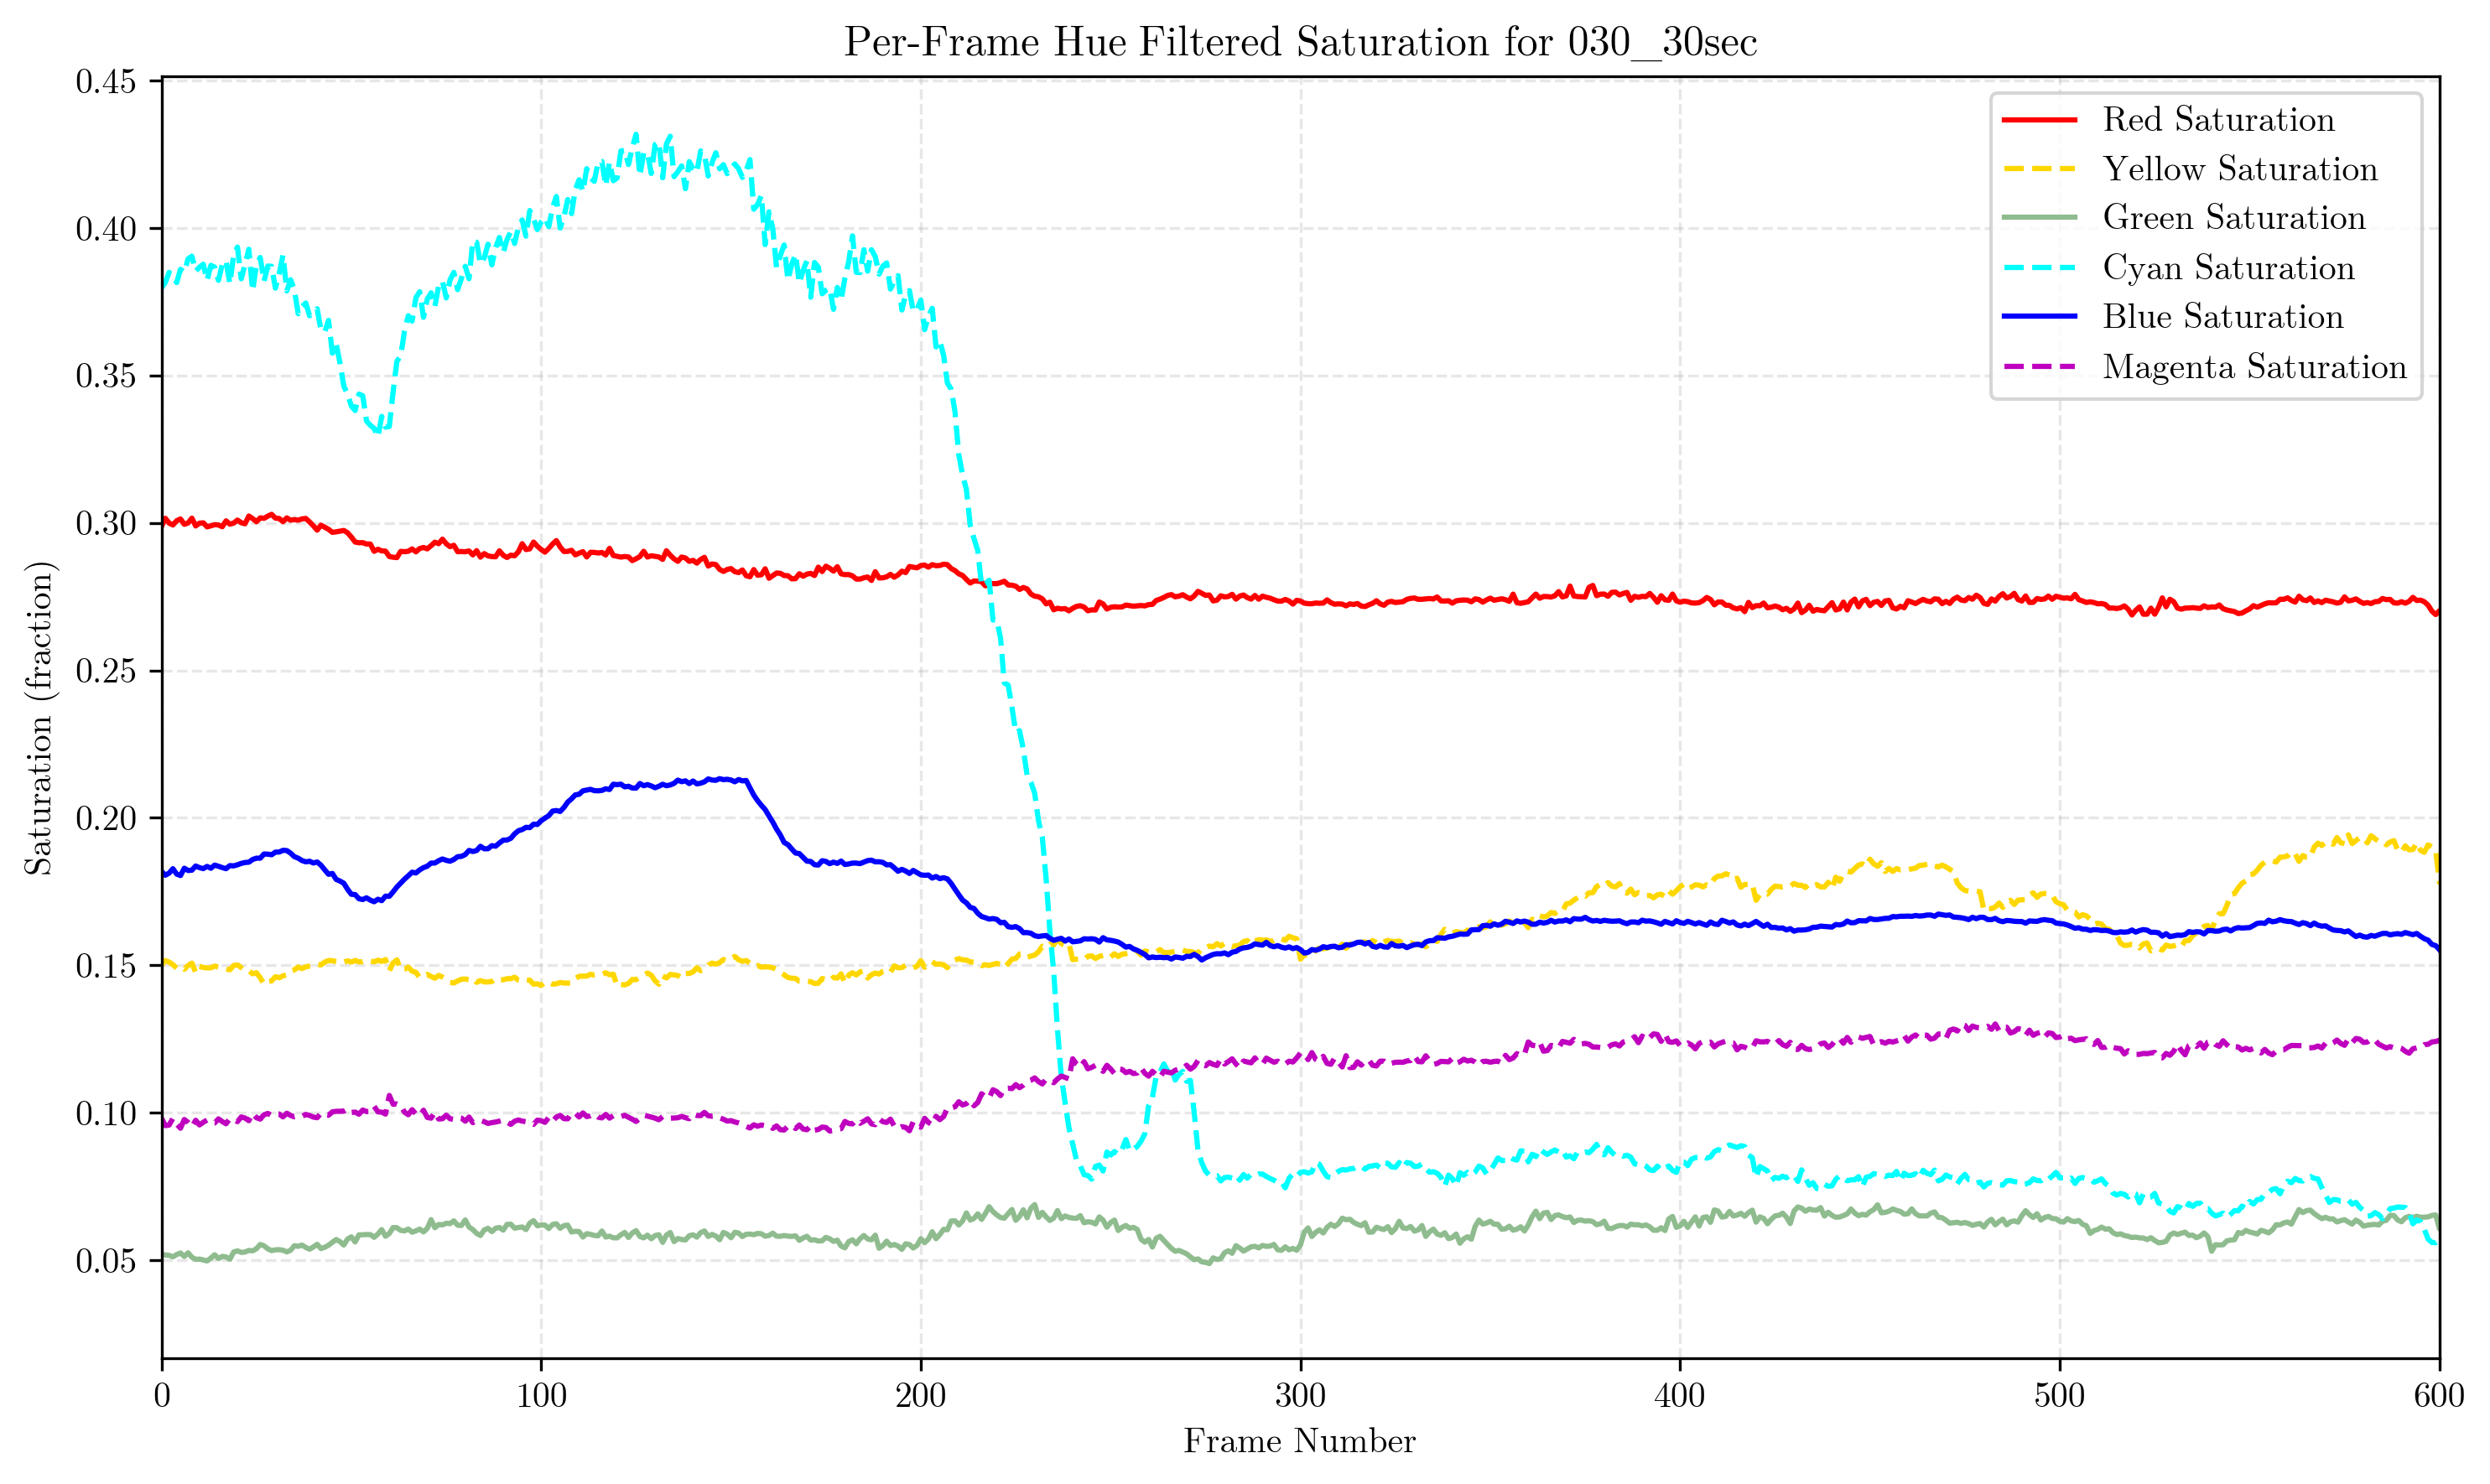 Per-Frame Hue Filtered Saturation for 030__30sec
Saturation (fraction)
0.45
0.40
0.35
0.30
0.25
0.20
0.15
0.10
0.05
Red Saturation
Yellow Saturation
Green Saturation
Cyan Saturation
Blue Saturation
Magenta Saturation
0 100 200 300 400 500 600
Frame Number